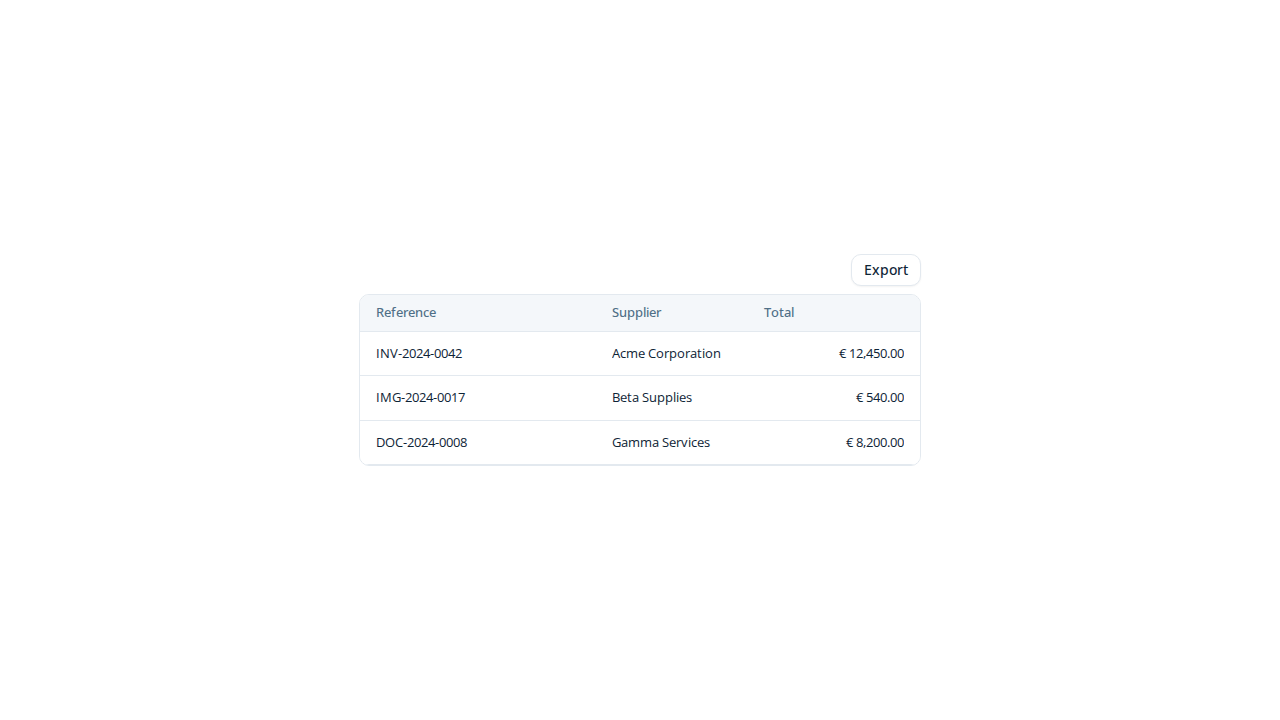 Export
Reference Supplier Total
INV-2024-0042 Acme Corporation € 12,450.00
IMG-2024-0017 Beta Supplies € 540.00
DOC-2024-0008 Gamma Services € 8,200.00